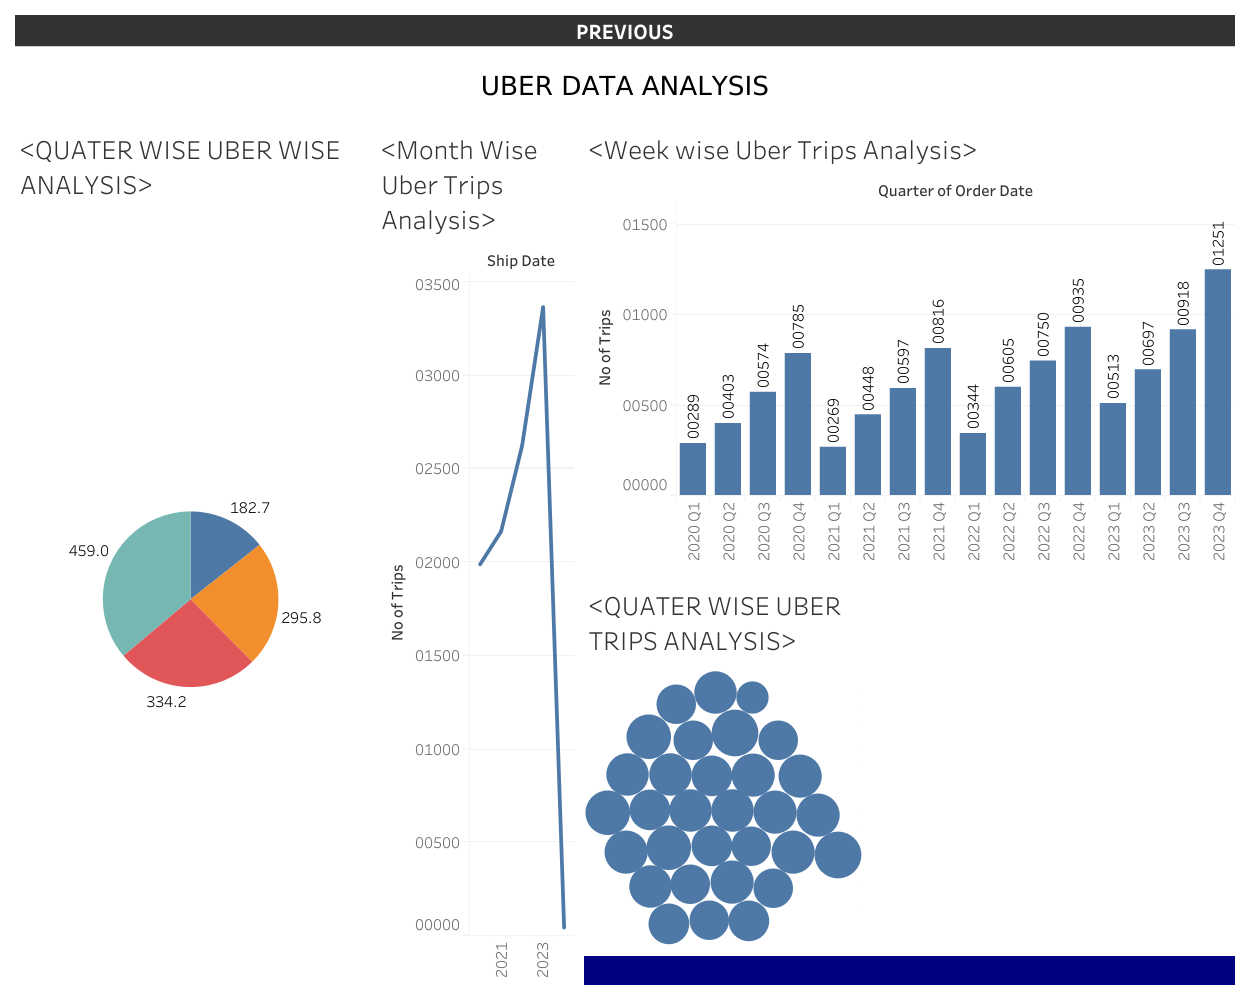 PREVIOUS
UBER DATA ANALYSIS
<QUATER WISE UBER WISE
ANALYSIS>
182.7
459.0
295.8
334.2
<Month Wise
Uber Trips
Analysis>
Ship Date
03500
03000
02500
02000
01500
01000
00500
00000
No of Trips
2021
2023
<Week wise Uber Trips Analysis>
Quarter of Order Date
01500
01000
00500
00000
No of Trips
00289
00403
00574
00785
00269
00448
00597
00816
00344
00605
00750
00935
00513
00697
00918
01251
2020 Q1
2020 Q2
2020 Q3
2020 Q4
2021 Q1
2021 Q2
2021 Q3
2021 Q4
2022 Q1
2022 Q2
2022 Q3
2022 Q4
2023 Q1
2023 Q2
2023 Q3
2023 Q4
<QUATER WISE UBER
TRIPS ANALYSIS>